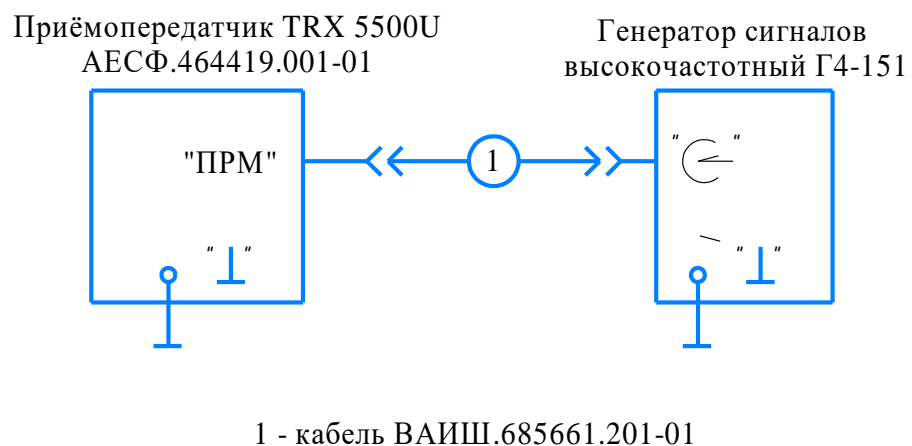 Приёмопередатчик TRX 5500U
АЕСФ.464419.001-01
Генератор сигналов
высокочастотный Г4-151
"ПРМ"
1
" "
" "
" "
1 - кабель ВАИШ.685661.201-01